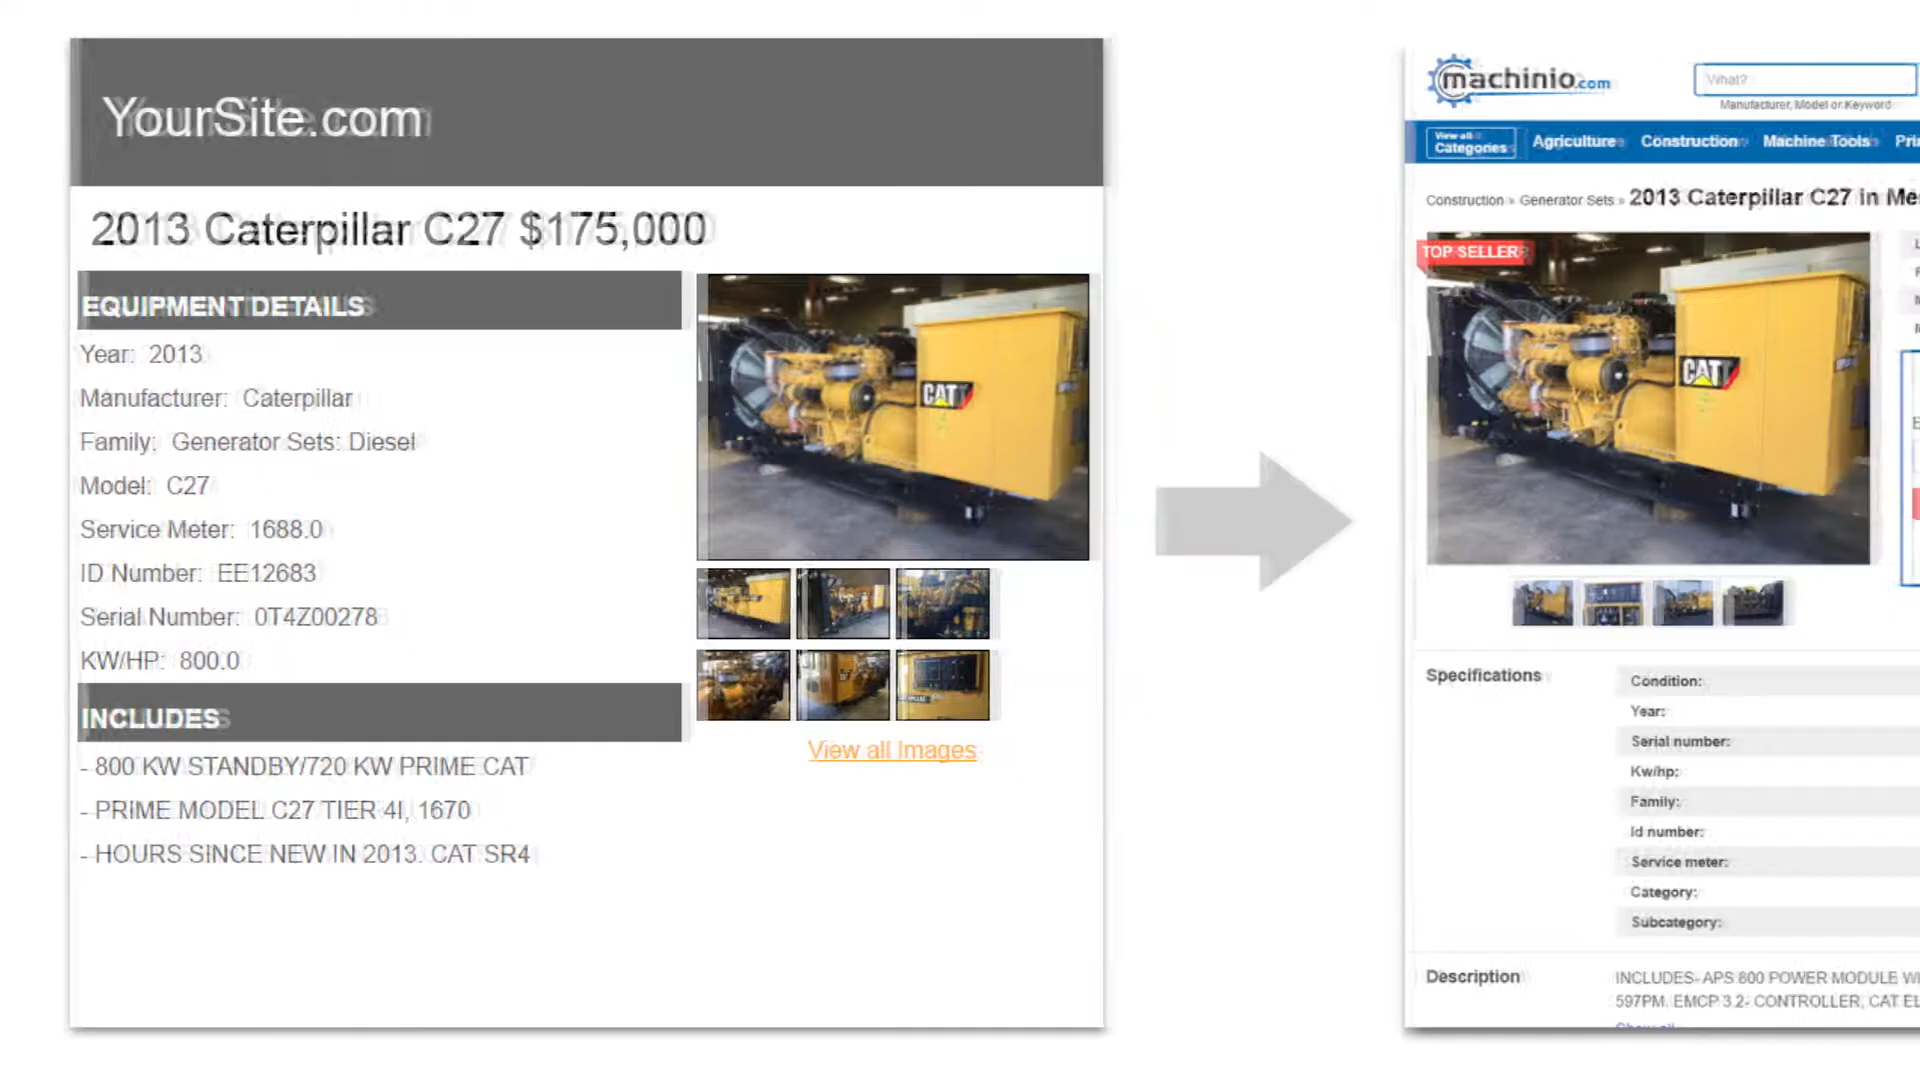 YourSite.com
2013 Caterpillar C27 $175,000
EQUIPMENT DETAILS
Year: 2013
Manufacturer: Caterpillar
Family: Generator Sets: Diesel
Model: C27
Service Meter: 1688.0
ID Number: EE12683
Serial Number: 0T4Z00278
KW/HP: 800.0
INCLUDES
- 800 KW STANDBY/720 KW PRIME CAT
- PRIME MODEL C27 TIER 4I, 1670
- HOURS SINCE NEW IN 2013. CAT SR4
CAT
View all Images
machinio.com
What?
Manufacturer, Model or Keyword
View all
Categories
Agriculture Construction Machine Tools
Construction » Generator Sets » 2013 Caterpillar C27 in
TOP SELLER
CAT
Specifications
Condition:
Year:
Serial number:
Kw/hp:
Family:
Id number:
Service meter:
Category:
Subcategory:
Description
INCLUDES- APS 800 POWER MODULE
597PM. EMCP 3.2- CONTROLLER, CAT